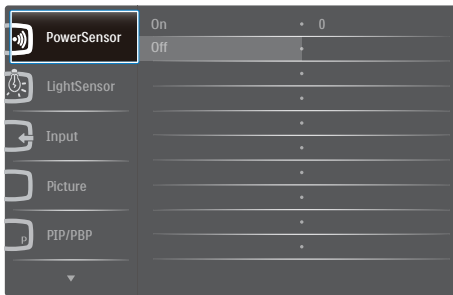 PowerSensor
On • 0
Off •
LightSensor
Input
Picture
P
PIP/PBP